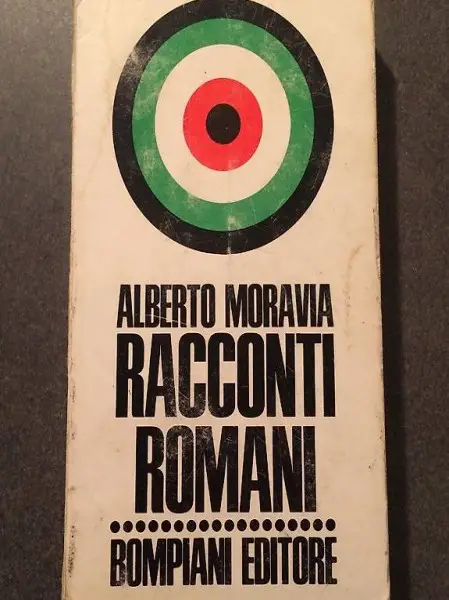 ALBERTO MORAVIA
RACCONTI
ROMANI
BOMPIANI EDITORE